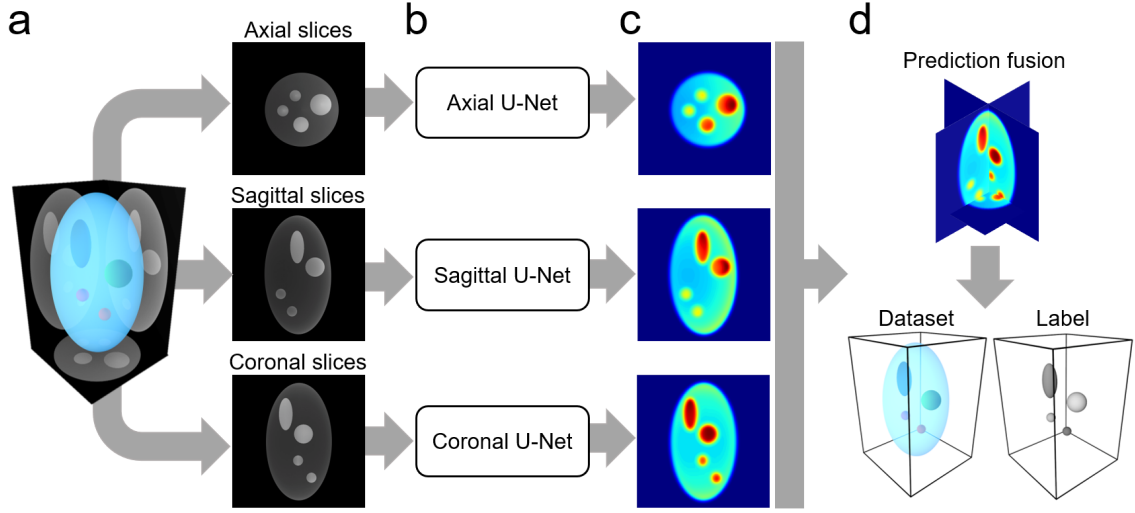 a
b
c
d
Axial slices
Axial U-Net
Prediction fusion
Sagittal slices
Sagittal U-Net
Coronal slices
Coronal U-Net
Dataset
Label